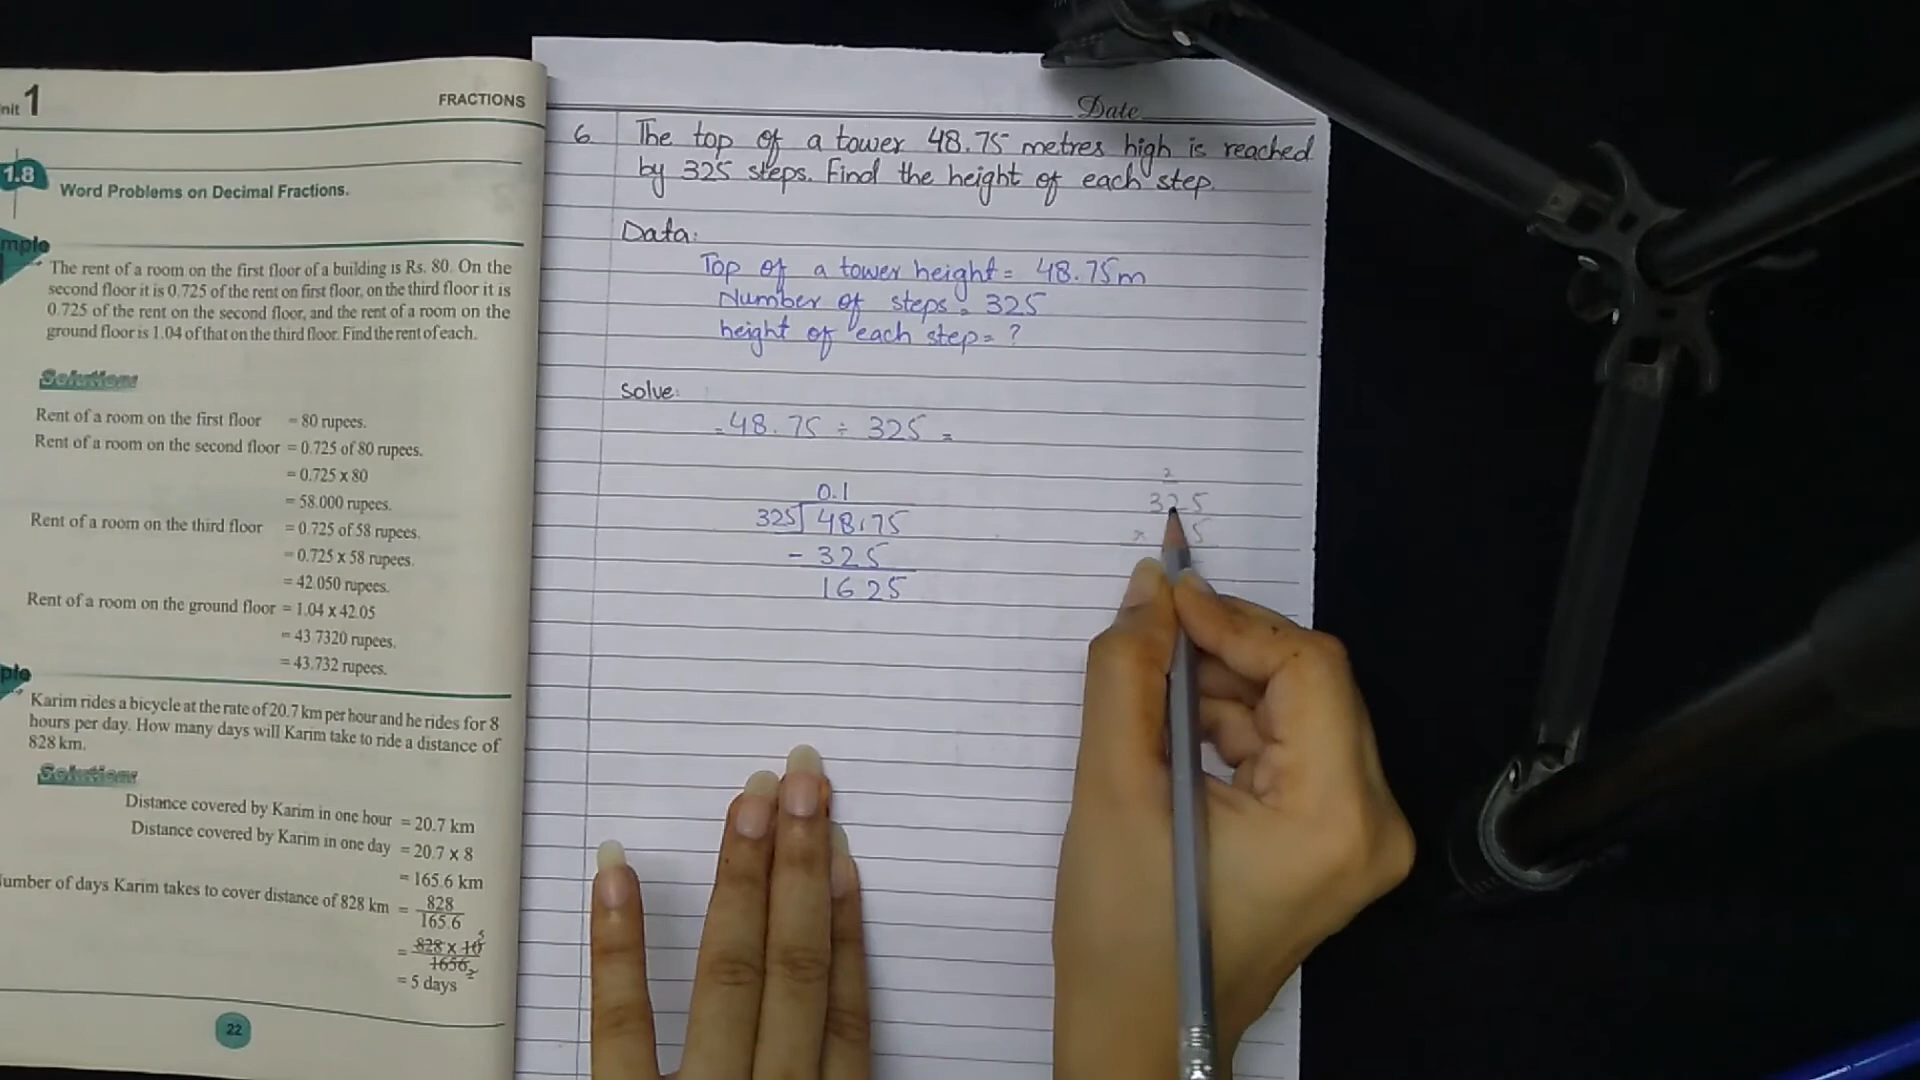 nit 1
FRACTIONS
1.8
Word Problems on Decimal Fractions.
mple
The rent of a room on the first floor of a building is Rs. 80. On the
second floor it is 0.725 of the rent on first floor, on the third floor it is
0.725 of the rent on the second floor, and the rent of a room on the
ground floor is 1.04 of that on the third floor. Find the rent of each.
Solution:
Rent of a room on the first floor = 80 rupees.
Rent of a room on the second floor = 0.725 of 80 rupees.
= 0.725 x 80
= 58.000 rupees.
Rent of a room on the third floor = 0.725 of 58 rupees.
= 0.725 x 58 rupees.
= 42.050 rupees.
Rent of a room on the ground floor = 1.04 x 42.05
= 43.7320 rupees.
= 43.732 rupees.
ple
Karim rides a bicycle at the rate of 20.7 km per hour and he rides for 8
hours per day. How many days will Karim take to ride a distance of
828 km.
Solution:
Distance covered by Karim in one hour = 20.7 km
Distance covered by Karim in one day = 20.7 x 8
= 165.6 km
Number of days Karim takes to cover distance of 828 km = 828
165.6
= 828 x 10 5
1656 2
= 5 days
22
Date
6. The top of a tower 48.75 metres high is reached
by 325 steps. Find the height of each step.
Data:
Top of a tower height = 48.75m
Number of steps = 325
height of each step = ?
Solve:
= 48.75 ÷ 325 =
0.1
325 48.75
- 325
1625
2
325
x 5